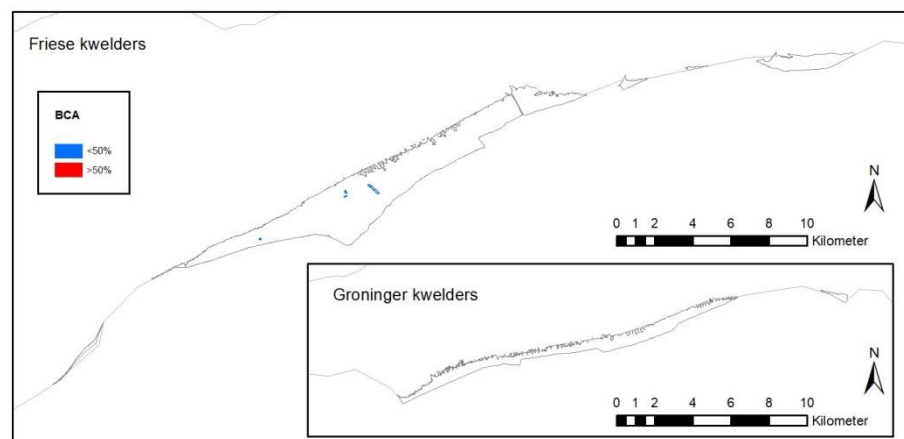 Friese kwelders
BCA
<50%
>50%
N
0 1 2 4 6 8 10
Kilometer
Groninger kwelders
N
0 1 2 4 6 8 10
Kilometer